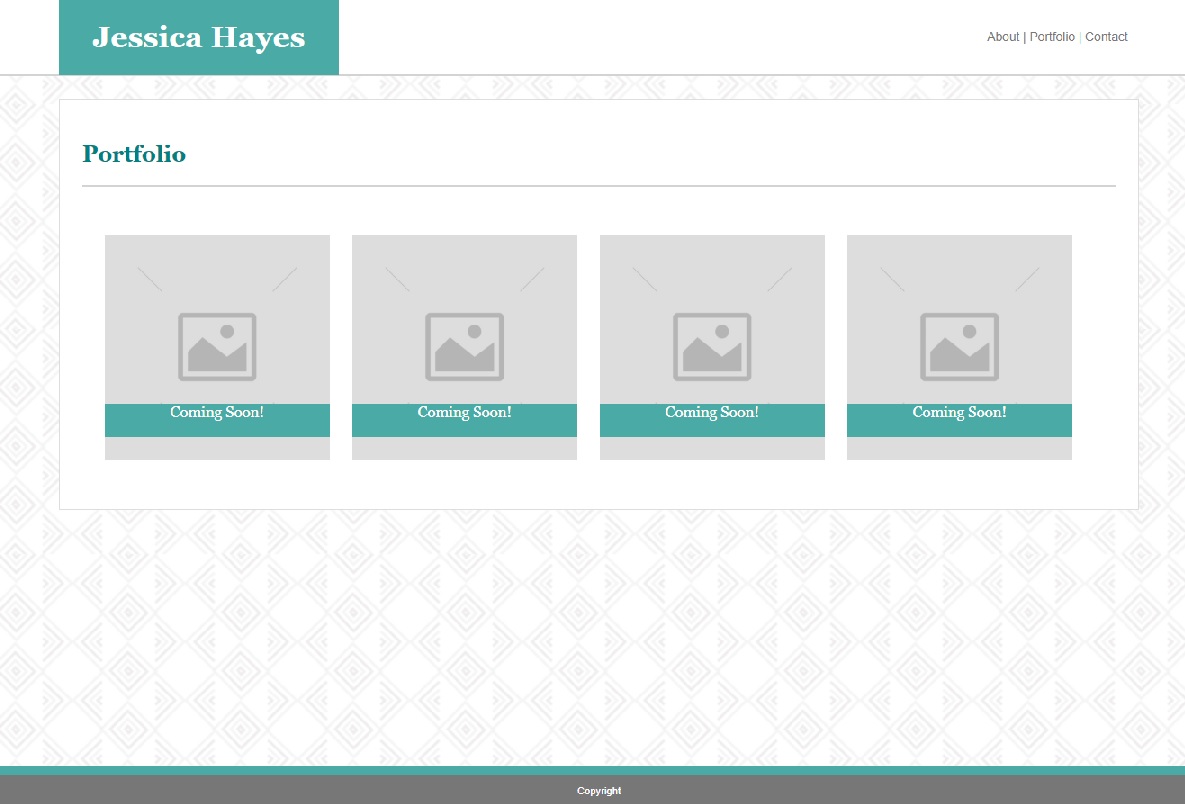 Jessica Hayes
About | Portfolio | Contact
Portfolio
Coming Soon! Coming Soon! Coming Soon! Coming Soon!
Copyright